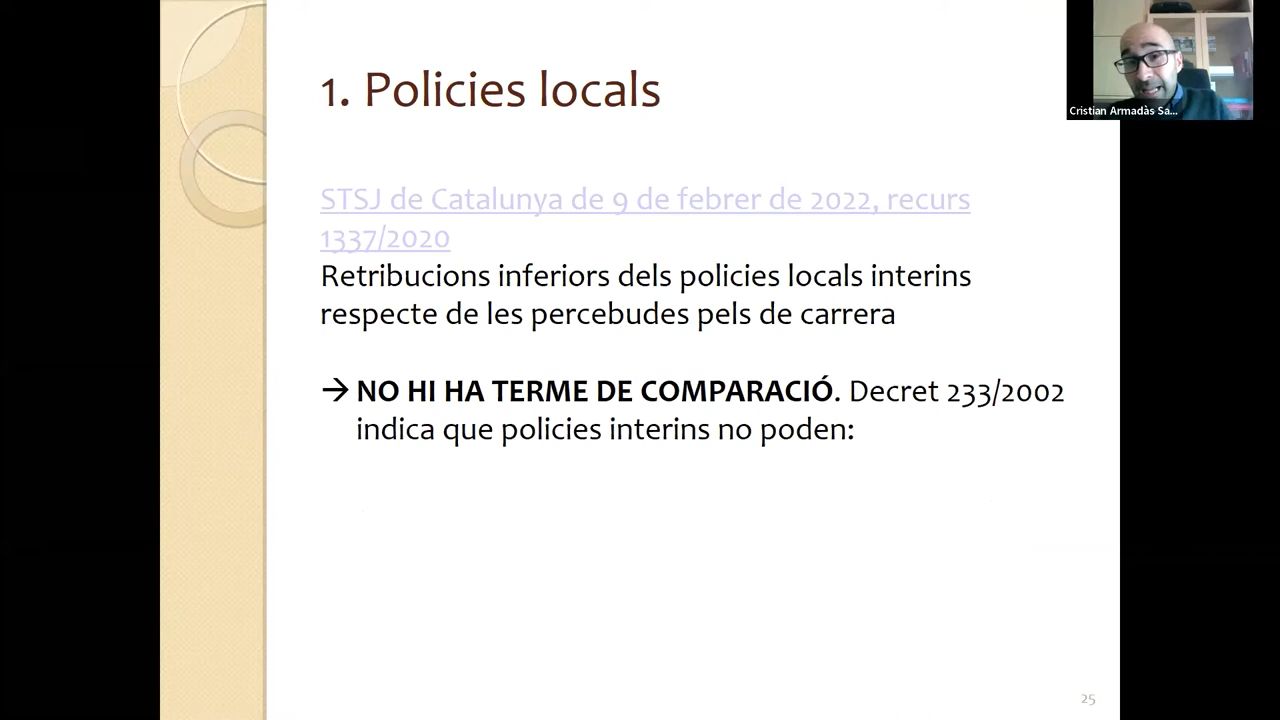 1. Policies locals
Cristian Armadàs Sa...
STSJ de Catalunya de 9 de febrer de 2022, recurs
1337/2020
Retribucions inferiors dels policies locals interins
respecte de les percebudes pels de carrera
→ NO HI HA TERME DE COMPARACIÓ. Decret 233/2002
indica que policies interins no poden:
25